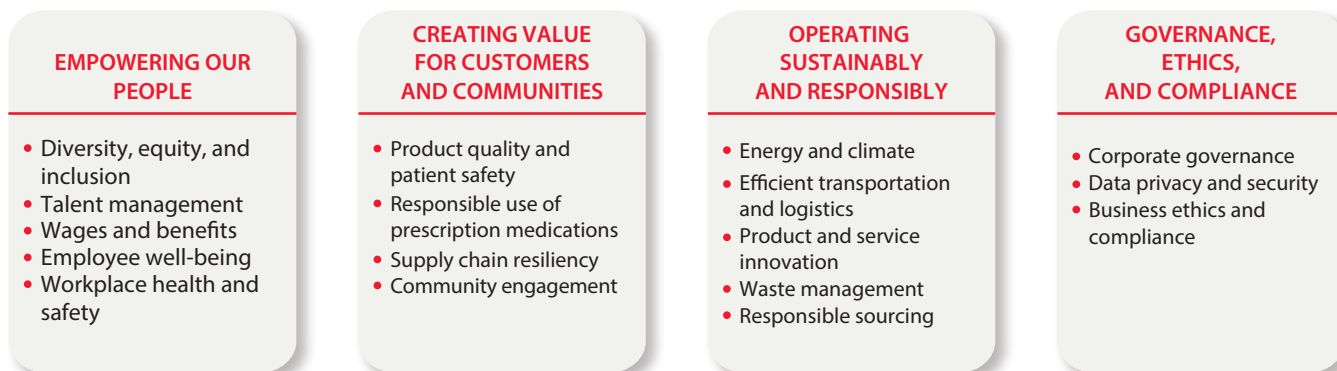 EMPOWERING OUR
PEOPLE
• Diversity, equity, and
inclusion
• Talent management
• Wages and benefits
• Employee well-being
• Workplace health and
safety
CREATING VALUE
FOR CUSTOMERS
AND COMMUNITIES
• Product quality and
patient safety
• Responsible use of
prescription medications
• Supply chain resiliency
• Community engagement
OPERATING
SUSTAINABLY
AND RESPONSIBLY
• Energy and climate
• Efficient transportation
and logistics
• Product and service
innovation
• Waste management
• Responsible sourcing
GOVERNANCE,
ETHICS,
AND COMPLIANCE
• Corporate governance
• Data privacy and security
• Business ethics and
compliance